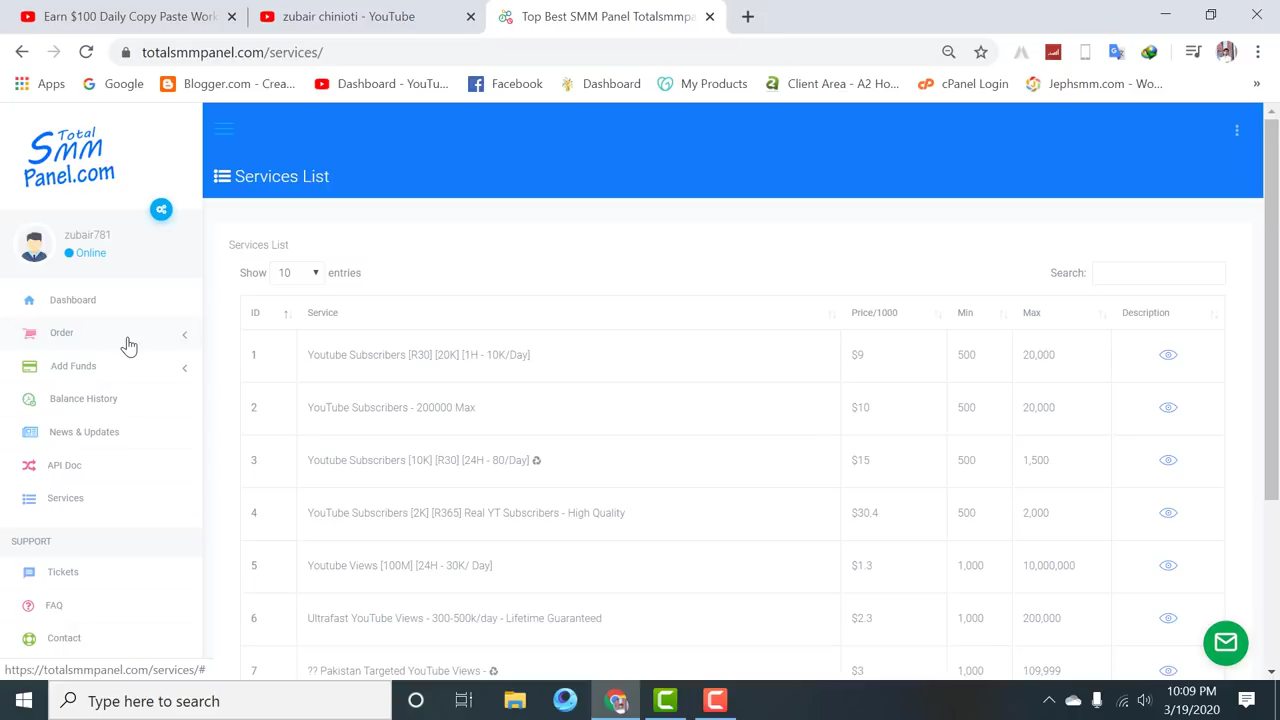 Earn $100 Daily Copy Paste Work
zubair chinioti - YouTube
Top Best SMM Panel Totalsmmpa
totalsmmpanel.com/services/
Apps
Google
Blogger.com - Crea...
Dashboard - YouTu...
Facebook
Dashboard
My Products
Client Area - A2 Ho...
cPanel Login
Jephsmm.com - Wo...
»
Total
SMM
Panel.com
Services List
zubair781
Online
Dashboard
Order
Add Funds
Balance History
News & Updates
API Doc
Services
SUPPORT
Tickets
FAQ
Contact
Services List
Show 10 entries
Search:
ID Service Price/1000 Min Max Description
1 Youtube Subscribers [R30] [20K] [1H - 10K/Day] $9 500 20,000
2 YouTube Subscribers - 200000 Max $10 500 20,000
3 Youtube Subscribers [10K] [R30] [24H - 80/Day] ♻ $15 500 1,500
4 YouTube Subscribers [2K] [R365] Real YT Subscribers - High Quality $30.4 500 2,000
5 Youtube Views [100M] [24H - 30K/ Day] $1.3 1,000 10,000,000
6 Ultrafast YouTube Views - 300-500k/day - Lifetime Guaranteed $2.3 1,000 200,000
7 ?? Pakistan Targeted YouTube Views - ♻ $3 1,000 109,999
https://totalsmmpanel.com/services/#
Type here to search
10:09 PM
3/19/2020